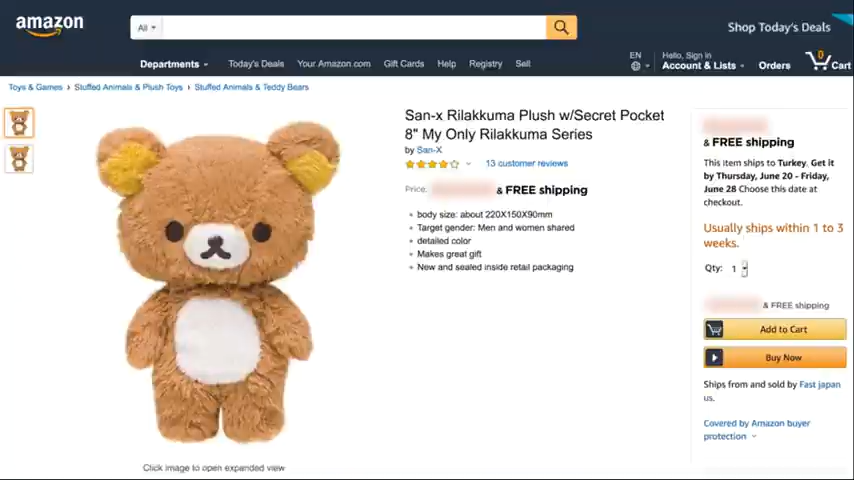 amazon
All
Shop Today's Deals
Departments
Today's Deals
Your Amazon.com
Gift Cards
Help
Registry
Sell
EN
Hello, Sign in
Account & Lists
Orders
0
Cart
Toys & Games › Stuffed Animals & Plush Toys › Stuffed Animals & Teddy Bears
San-x Rilakkuma Plush w/Secret Pocket
8" My Only Rilakkuma Series
by San-X
13 customer reviews
Price:
& FREE shipping
body size: about 220X150X90mm
Target gender: Men and women shared
detailed color
Makes great gift
New and sealed inside retail packaging
Click image to open expanded view
& FREE shipping
This item ships to Turkey. Get it
by Thursday, June 20 - Friday,
June 28 Choose this date at
checkout.
Usually ships within 1 to 3
weeks.
Qty: 1
& FREE shipping
Add to Cart
Buy Now
Ships from and sold by Fast japan
us.
Covered by Amazon buyer
protection